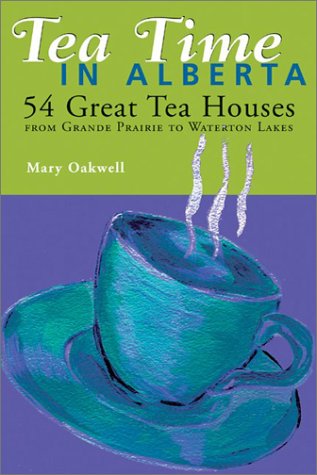 Tea Time
IN ALBERTA
54 Great Tea Houses
FROM GRANDE PRAIRIE TO WATERTON LAKES
Mary Oakwell